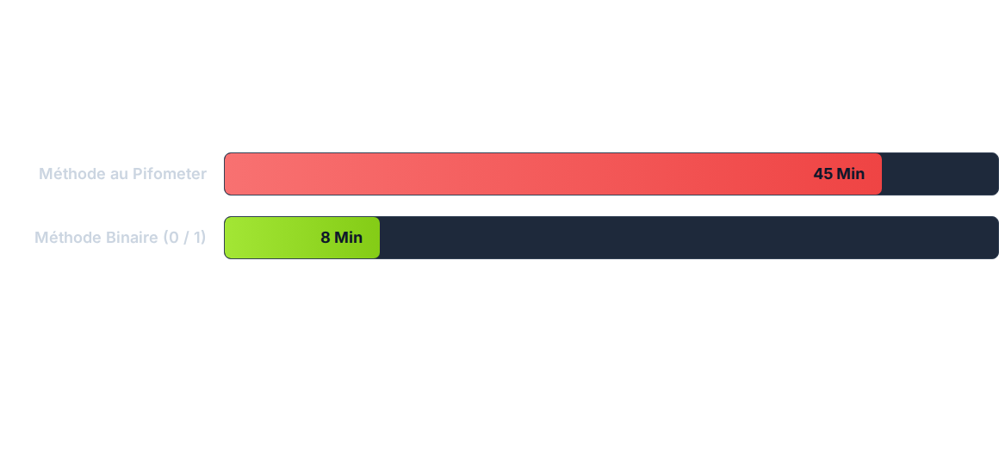 Méthode au Pifometer
45 Min
Méthode Binaire (0 / 1)
8 Min